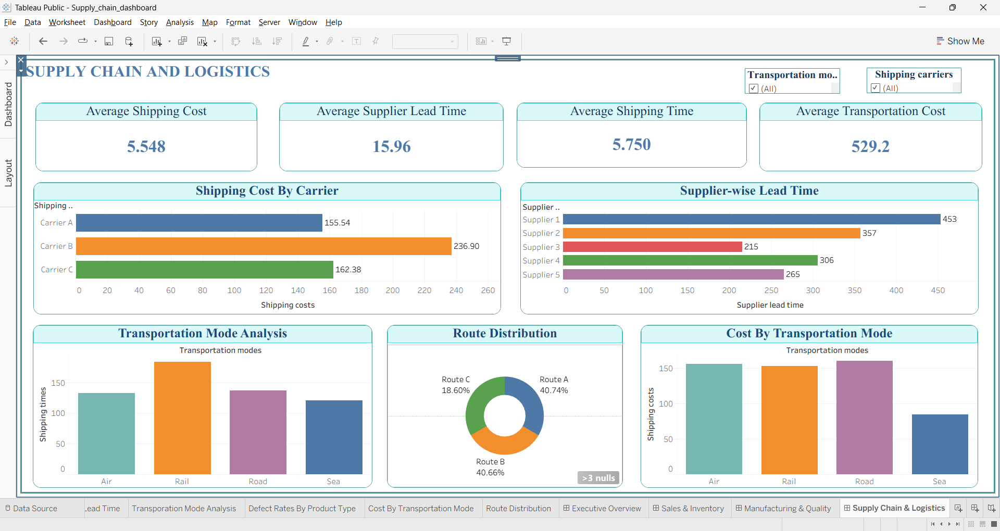 Tableau Public - Supply_chain_dashboard
File Data Worksheet Dashboard Story Analysis Map Format Server Window Help
Show Me
Dashboard
Layout
SUPPLY CHAIN AND LOGISTICS
Transportation mo..
(All)
Shipping carriers
(All)
Average Shipping Cost
5.548
Average Supplier Lead Time
15.96
Average Shipping Time
5.750
Average Transportation Cost
529.2
Shipping Cost By Carrier
Shipping ..
Carrier A 155.54
Carrier B 236.90
Carrier C 162.38
0 20 40 60 80 100 120 140 160 180 200 220 240 260
Shipping costs
Supplier-wise Lead Time
Supplier ..
Supplier 1 453
Supplier 2 357
Supplier 3 215
Supplier 4 306
Supplier 5 265
0 50 100 150 200 250 300 350 400 450
Supplier lead time
Transportation Mode Analysis
Transportation modes
Shipping times
150
100
50
0
Air Rail Road Sea
Route Distribution
Route C
18.60%
Route A
40.74%
Route B
40.66%
>3 nulls
Cost By Transportation Mode
Transportation modes
Shipping costs
150
100
50
0
Air Rail Road Sea
Data Source Lead Time Transporation Mode Analysis Defect Rates By Product Type Cost By Transportation Mode Route Distribution Executive Overview Sales & Inventory Manufacturing & Quality Supply Chain & Logistics